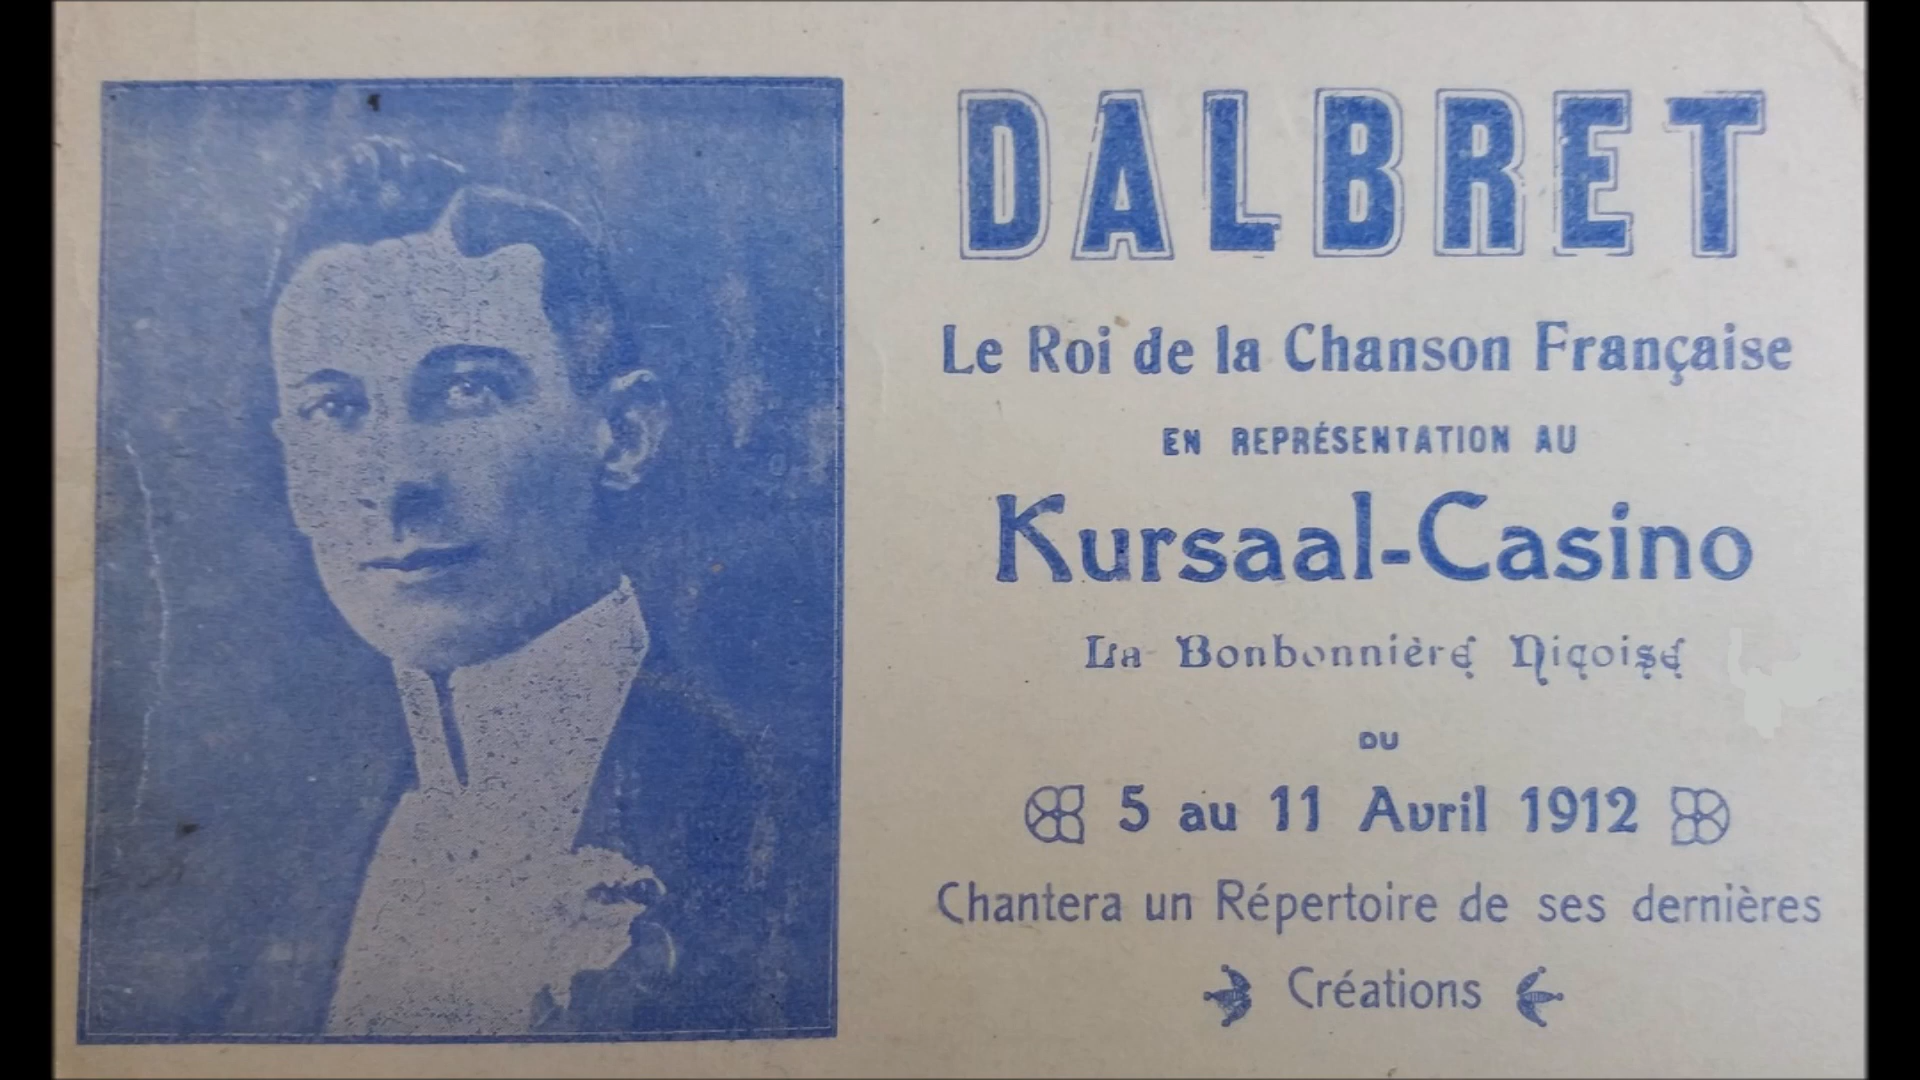 DALBRET
Le Roi de la Chanson Française
EN REPRÉSENTATION AU
Kursaal-Casino
La Bonbonnière Niçoise
DU
5 au 11 Avril 1912
Chantera un Répertoire de ses dernières
Créations